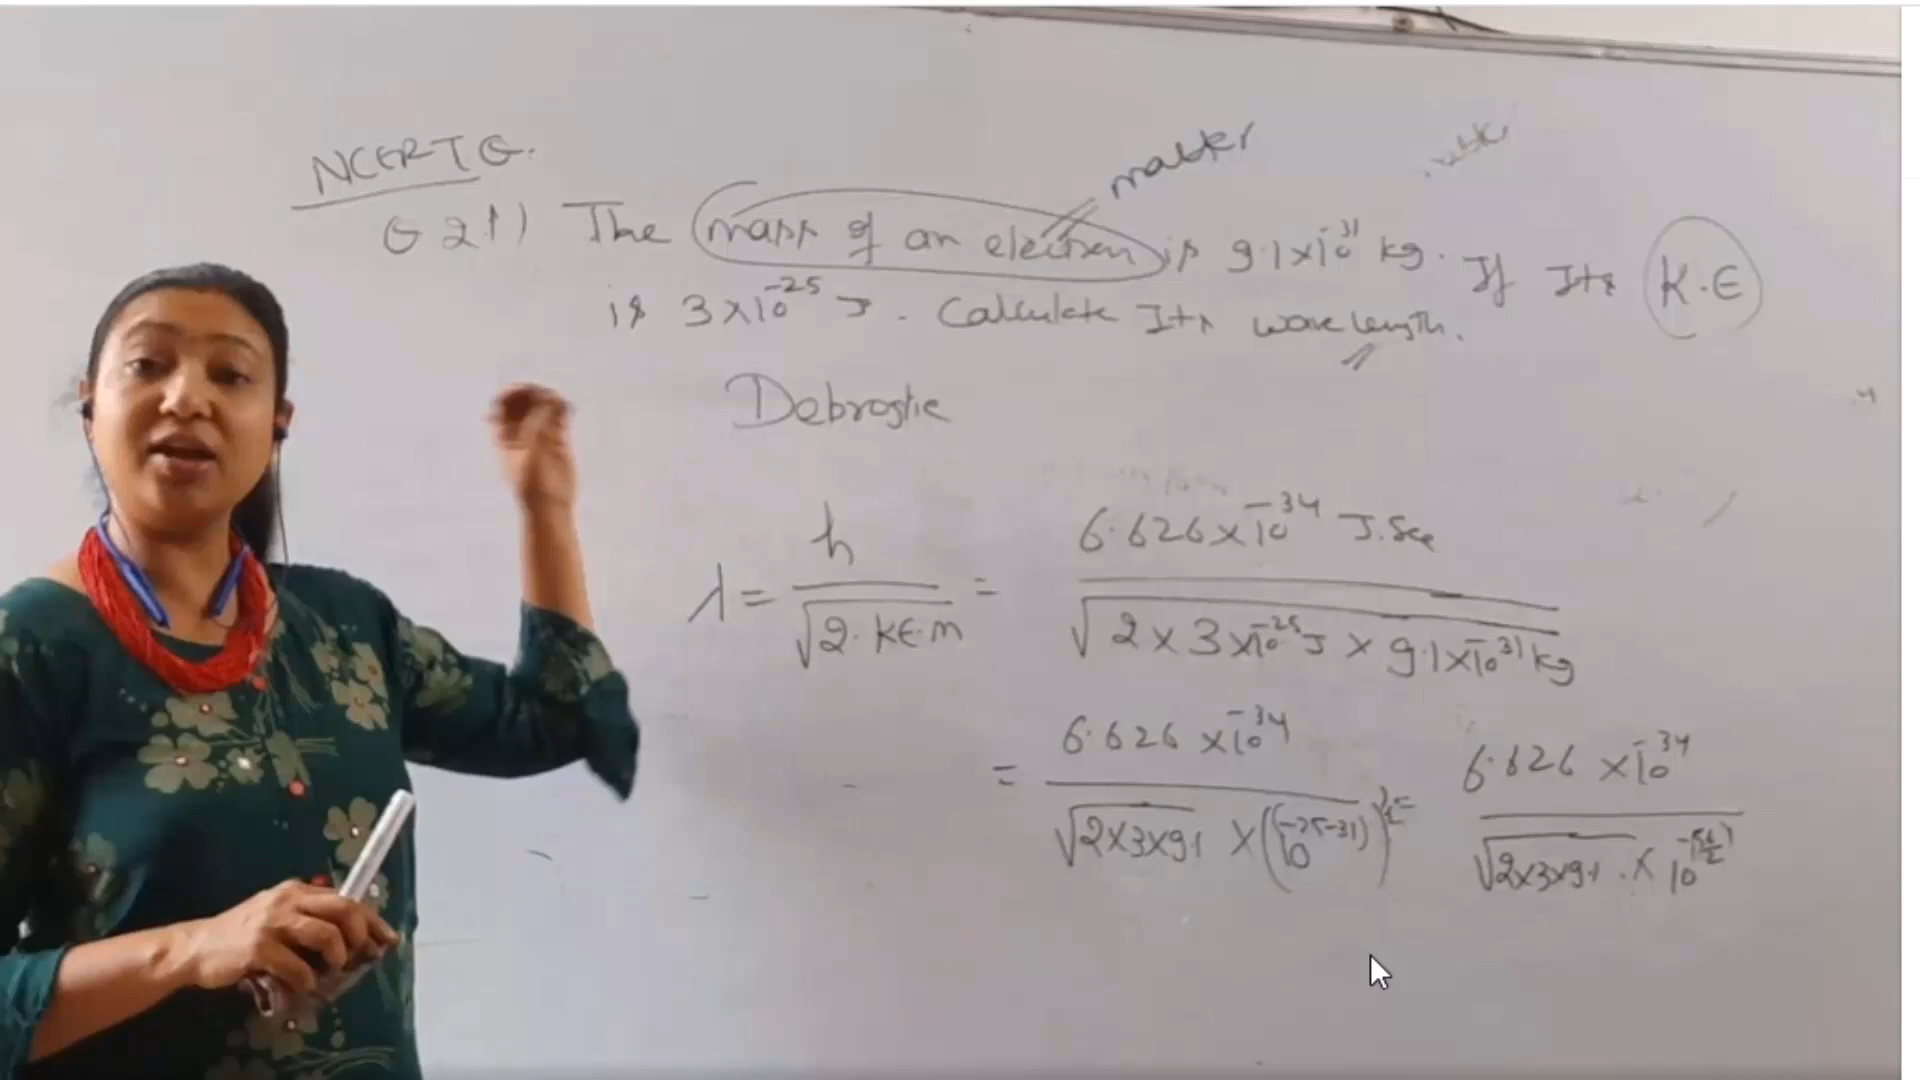 NCERT Q.
Q 21) The mass of an electron is 9.1×10^-31 kg. If Its K.E
matter
is 3×10^-25 J. Calculate Its wave length.
Debroglie
λ = h / √2.KE.m = 6.626×10^-34 J.Sec / √2×3×10^-25 J × 9.1×10^-31 kg
= 6.626×10^-34 / √2×3×9.1 × (10^-25-31)^1/2 = 6.626×10^-34 / √2×3×9.1 × 10^-(56/2)